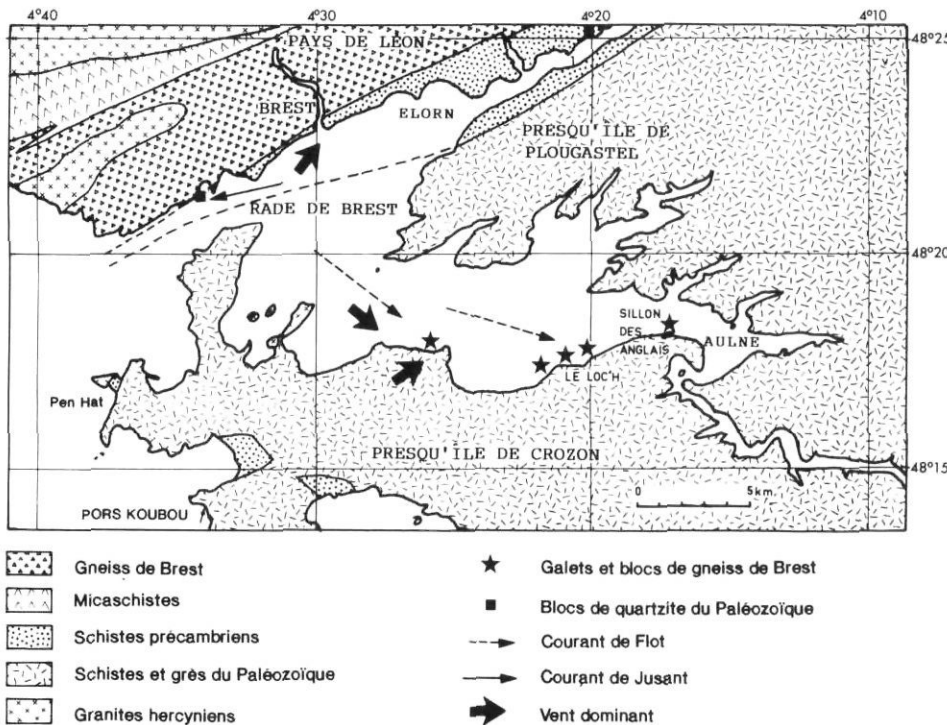 4°40
4°30
4°20
4°10
48°25
PAYS DE LÉON
BREST
ELORN
PRESQU'ÎLE DE
PLOUGASTEL
RADE DE BREST
48°20
SILLON
DES
ANGLAIS
AULNE
LE LOC'H
Pen Hat
PRESQU'ÎLE DE CROZON
48°15
0 5km
PORS KOUBOU
Gneiss de Brest
Micaschistes
Schistes précambriens
Schistes et grès du Paléozoïque
Granites hercyniens
Galets et blocs de gneiss de Brest
Blocs de quartzite du Paléozoïque
Courant de Flot
Courant de Jusant
Vent dominant